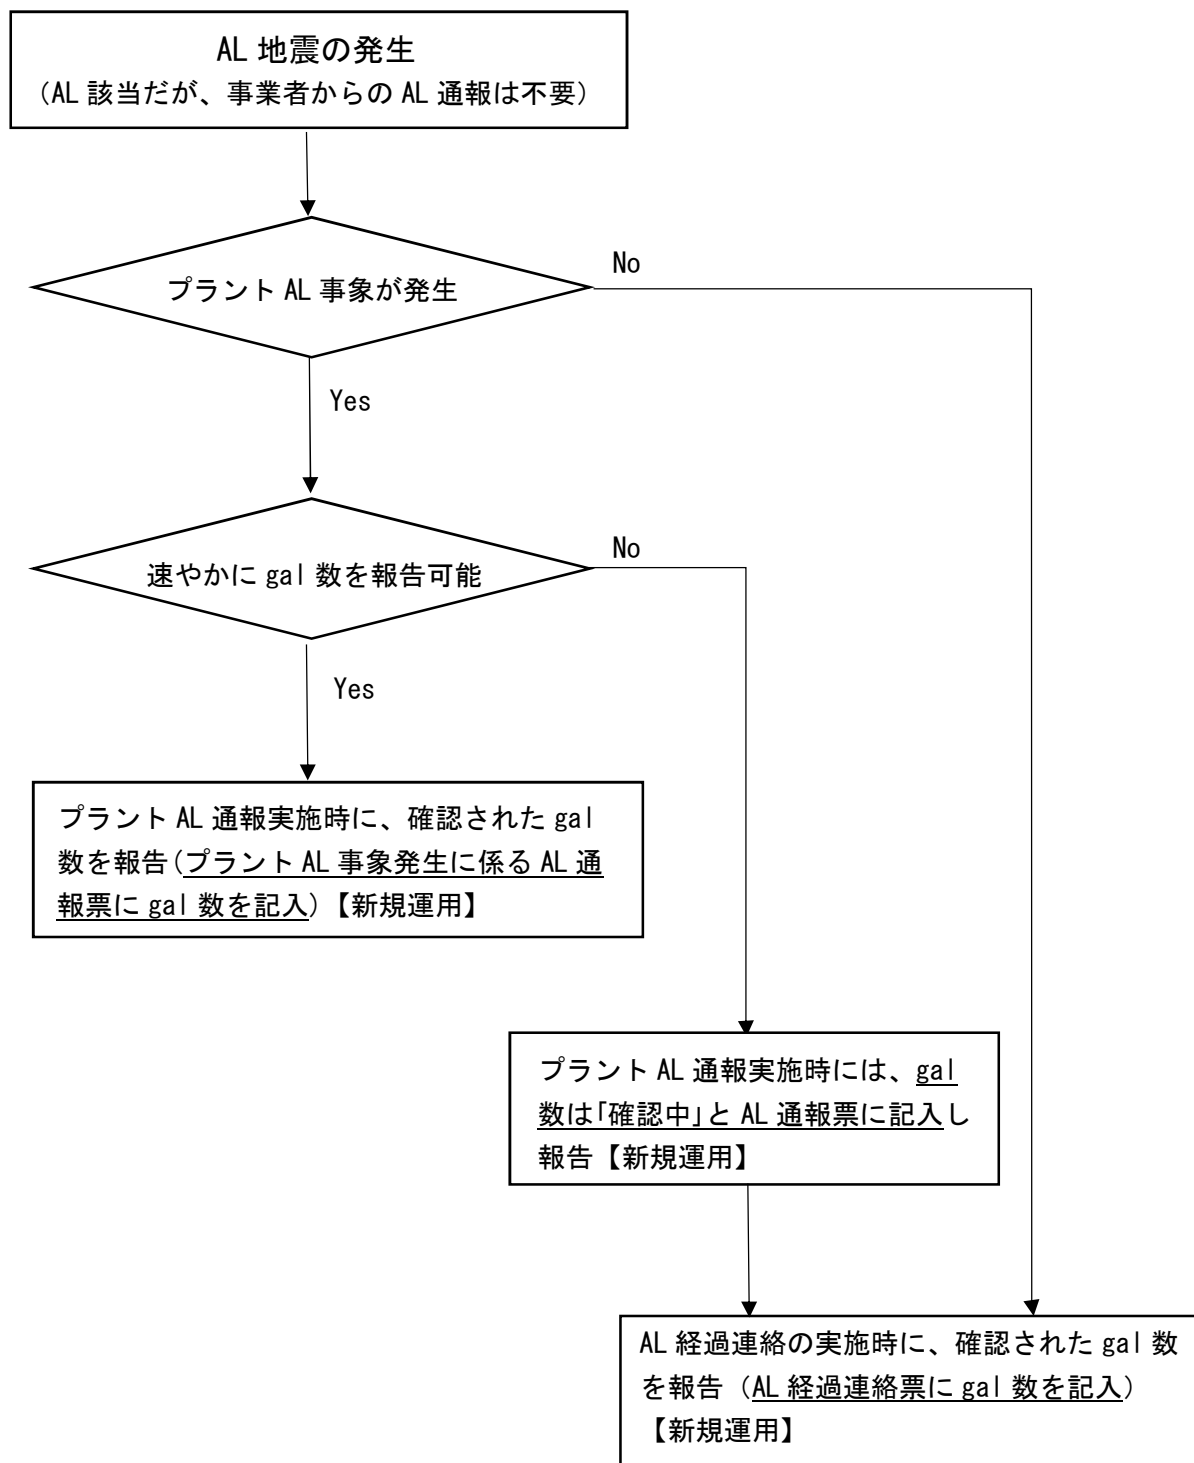 AL 地震の発生
（AL 該当だが、事業者からの AL 通報は不要）
プラント AL 事象が発生
No
Yes
速やかに gal 数を報告可能
No
Yes
プラント AL 通報実施時に、確認された gal
数を報告(プラント AL 事象発生に係る AL 通
報票に gal 数を記入)【新規運用】
プラント AL 通報実施時には、gal
数は｢確認中｣と AL 通報票に記入し
報告【新規運用】
AL 経過連絡の実施時に、確認された gal 数
を報告（AL 経過連絡票に gal 数を記入）
【新規運用】